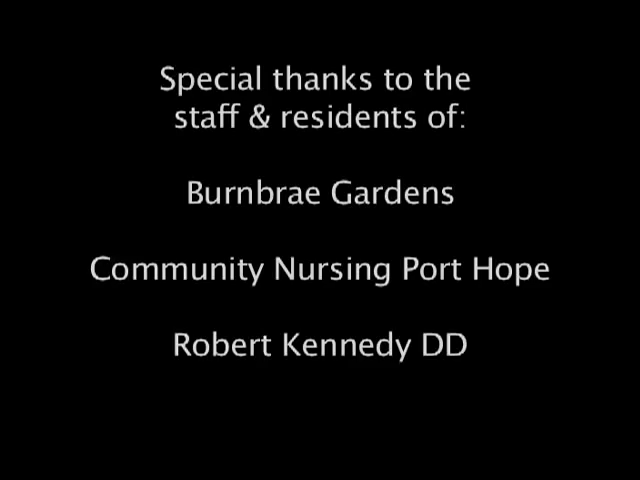 Special thanks to the
staff & residents of:
Burnbrae Gardens
Community Nursing Port Hope
Robert Kennedy DD